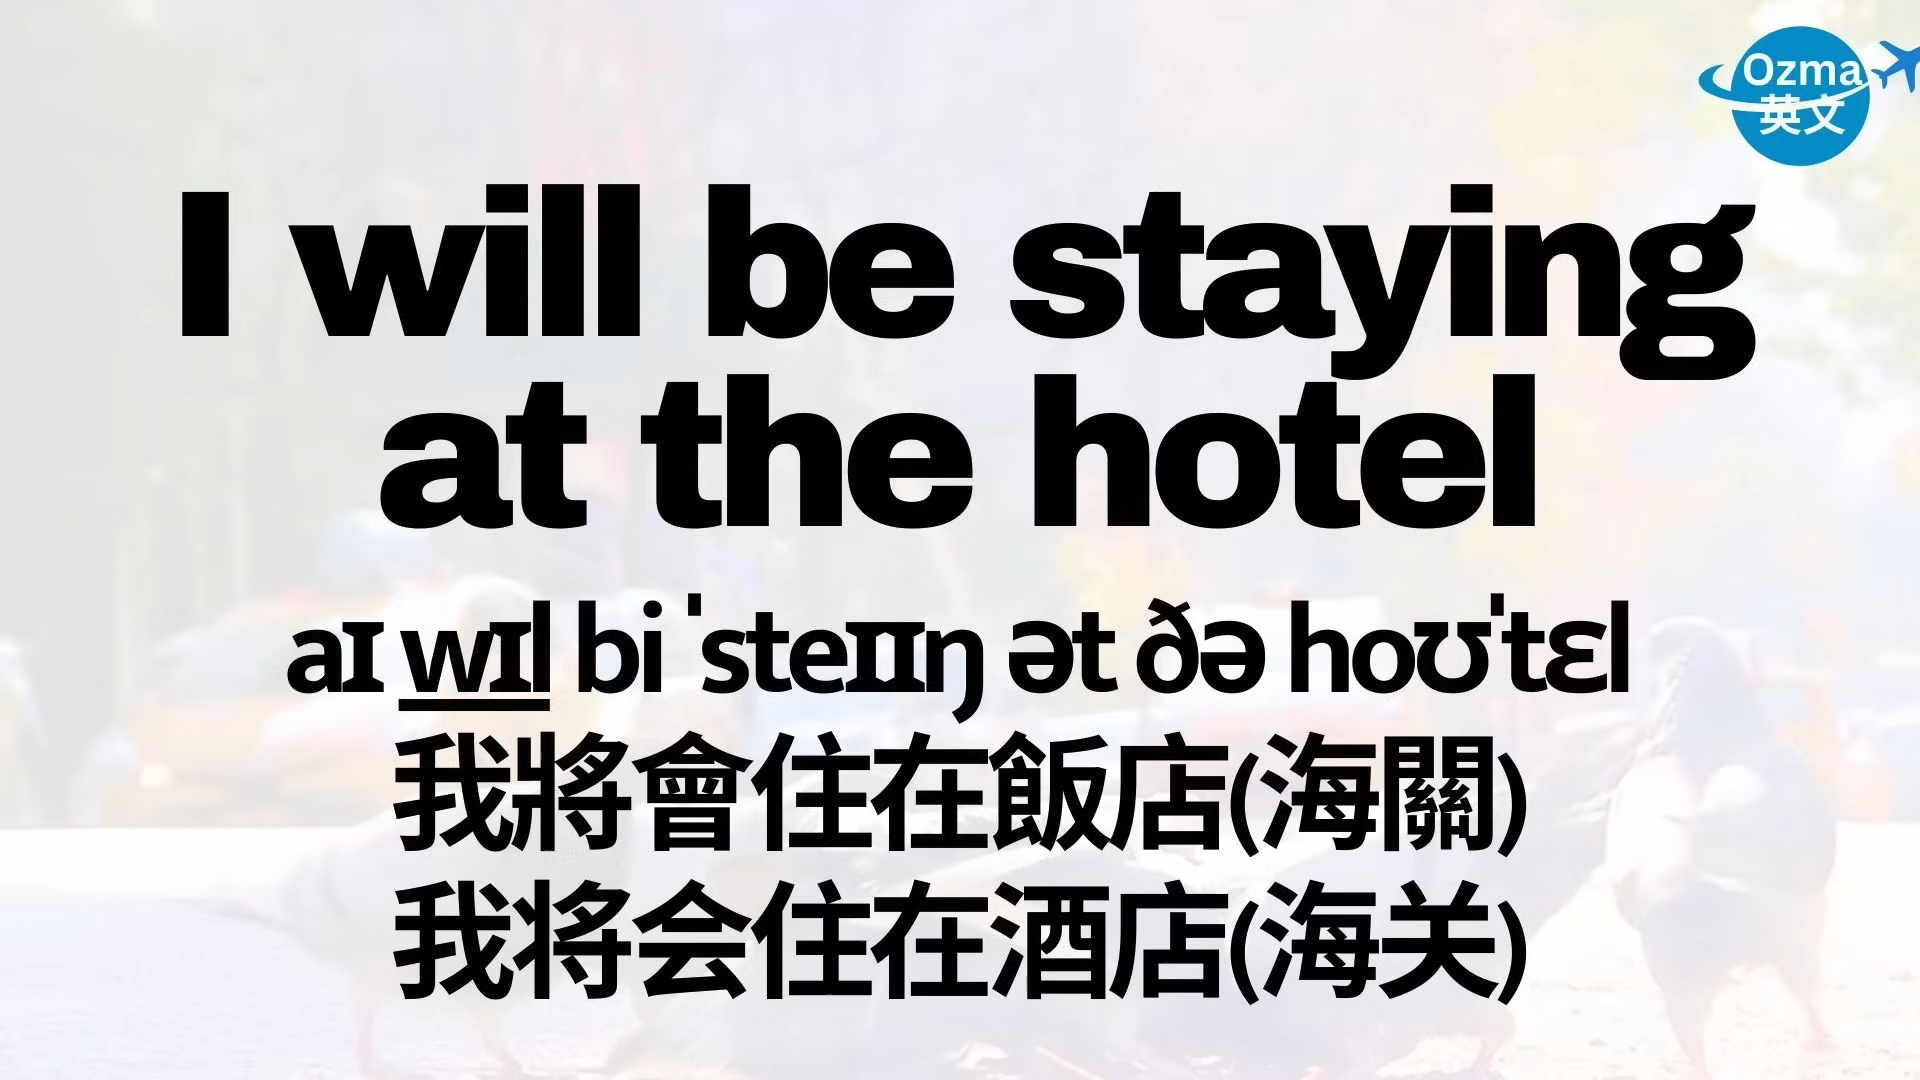 Ozma
英文
I will be staying
at the hotel
aɪ wɪl bi ˈsteɪɪŋ ət ðə hoʊˈtɛl
我將會住在飯店(海關)
我将会住在酒店(海关)